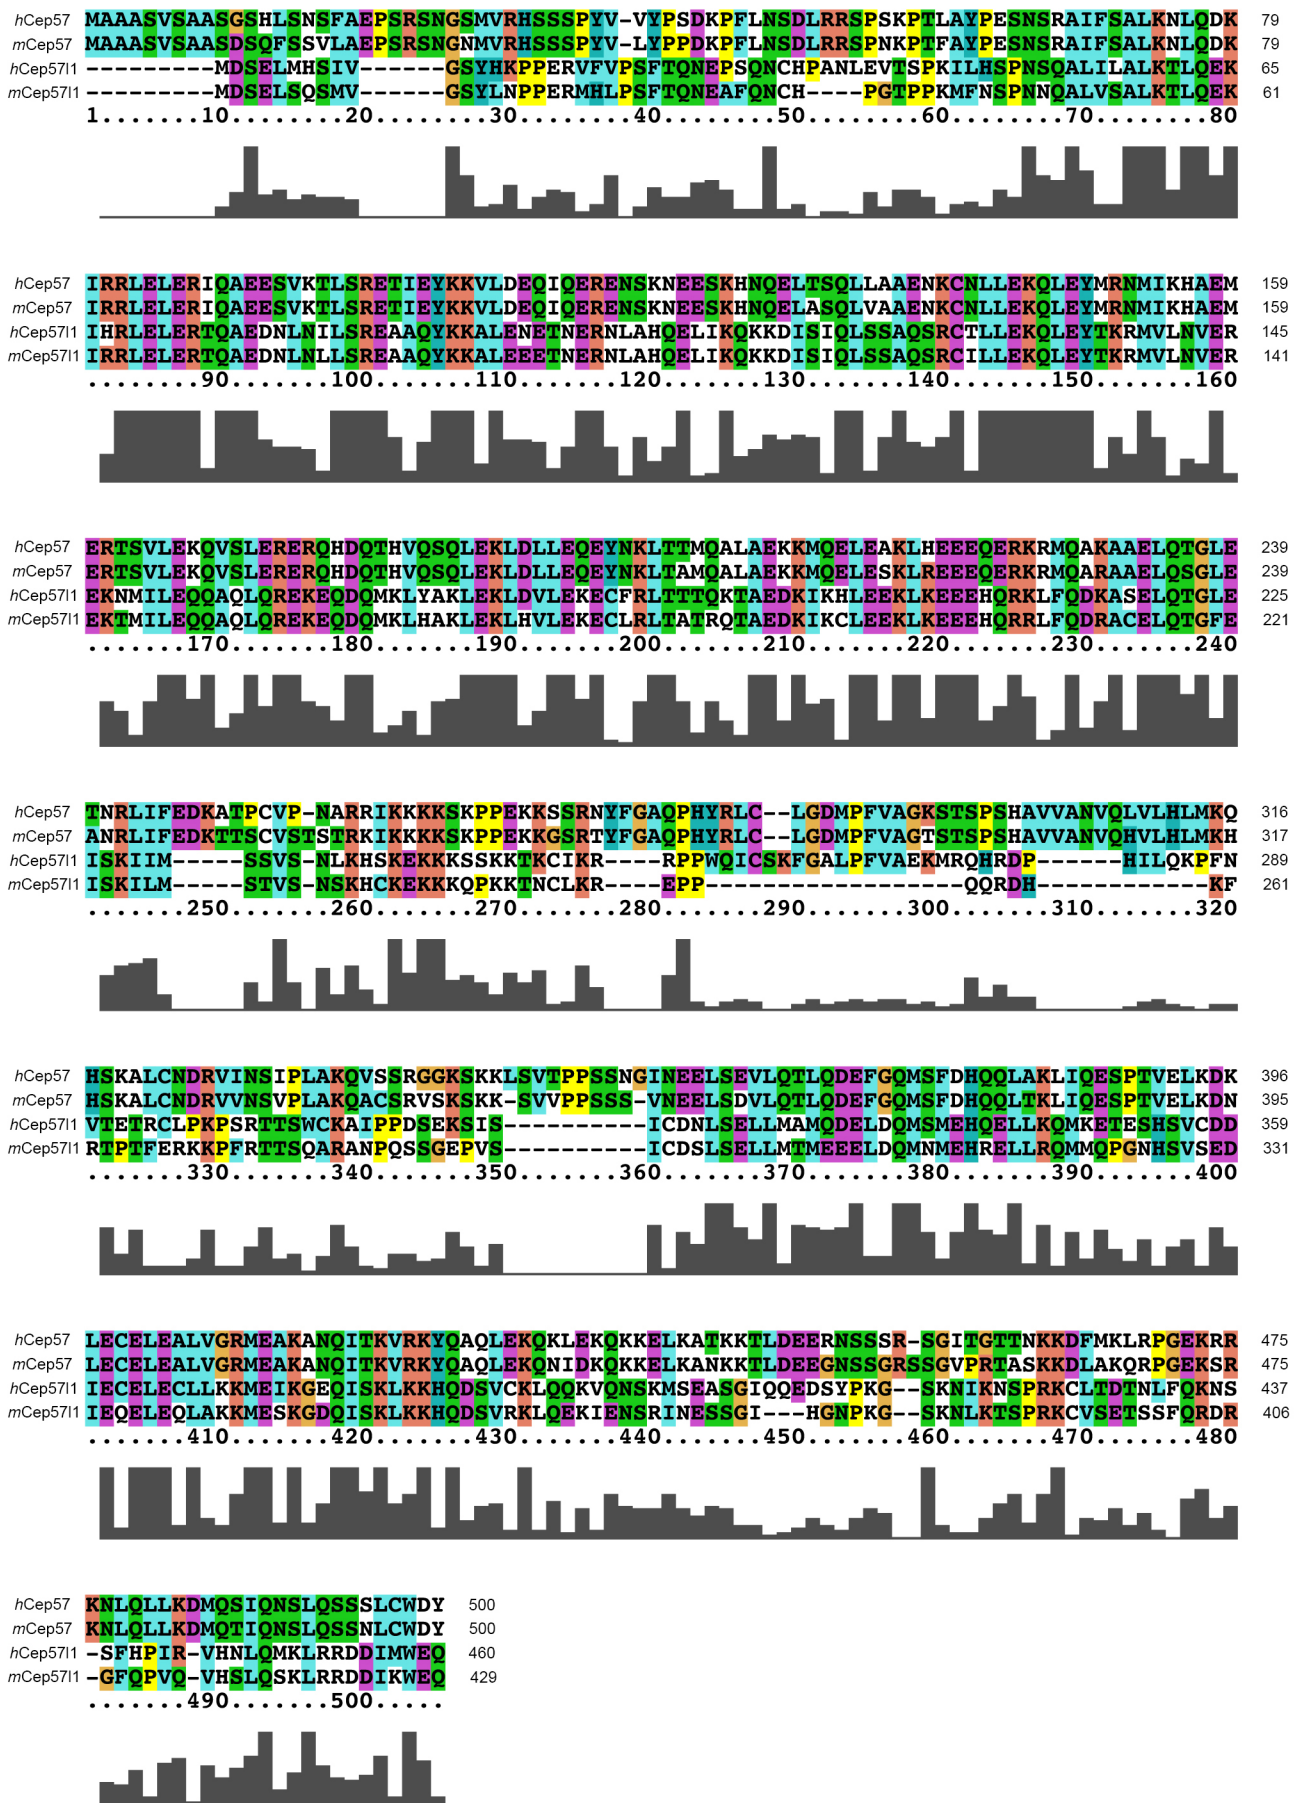 hCep57 MAAASVSAASGSHLSNSFAEPSRSNGSMVRHSSSPYV-VYPSDKPFLNSDLRRSPSKPTLAYPESNSRAIFSALKNLQDK 79
mCep57 MAAASVSAASDSQFSSVLAEPSRSNGNMVRHSSSPYV-LYPPDKPFLNSDLRRSPNKPTFAYPESNSRAIFSALKNLQDK 79
hCep57l1 ---------MDSELMHSIV------GSYHKPPERVFVPSFTQNEPSQNCHPANLEVTSPKILHSPNSQALILALKTLQEK 65
mCep57l1 ---------MDSELSQSMV------GSYLNPPERMHLPSFTQNEAFQNCH----PGTPPKMFNSPNNQALVSALKTLQEK 61
1.......10........20........30........40........50........60........70........80
hCep57 IRRLELERIQAEESVKTLSRETIEYKKVLDEQIQERENSKNEESKHNQELTSQLLAAENKCNLLEKQLEYMRNMIKHAEM 159
mCep57 IRRLELERIQAEESVKTLSRETIEYKKVLDEQIQERENSKNEESKHNQELASQLVAAENKCNLLEKQLEYMRNMIKHAEM 159
hCep57l1 IHRLELERTQAEDNLNILSREAAQYKKALENETNERNLAHQELIKQKKDISIQLSSAQSRCTLLEKQLEYTKRMVLNVER 145
mCep57l1 IRRLELERTQAEDNLNLLSREAAQYKKALEEETNERNLAHQELIKQKKDISIQLSSAQSRCILLEKQLEYTKRMVLNVER 141
........90.......100.......110.......120.......130.......140.......150.......160
hCep57 ERTSVLEKQVSLERERQHDQTHVQSQLEKLDLLEQEYNKLTTMQALAEKKMQELEAKLHEEEQERKRMQAKAAELQTGLE 239
mCep57 ERTSVLEKQVSLERERQHDQTHVQSQLEKLDLLEQEYNKLTAMQALAEKKMQELESKLREEEQERKRMQARAAELQSGLE 239
hCep57l1 EKNMILEQQAQLQREKEQDQMKLYAKLEKLDVLEKECFRLTTTQKTAEDKIKHLEEKLKEEEHQRKLFQDKASELQTGLE 225
mCep57l1 EKTMILEQQAQLQREKEQDQMKLHAKLEKLHVLEKECLRLTATRQTAEDKIKCLEEKLKEEEHQRRLFQDRACELQTGFE 221
.......170.......180.......190.......200.......210.......220.......230.......240
hCep57 TNRLIFEDKATPCVP-NARRIKKKKSKPPEKKSSRNYFGAQPHYRLC--LGDMPFVAGKSTSPSHAVVANVQLVLHLMKQ 316
mCep57 ANRLIFEDKTTSCVSTSTRKIKKKKSKPPEKKGSRTYFGAQPHYRLC--LGDMPFVAGTSTSPSHAVVANVQHVLHLMKH 317
hCep57l1 ISKIIM-----SSVS-NLKHSKEKKKSSKKTKCIKR----RPPWQICSKFGALPFVAEKMRQHRDP------HILQKPFN 289
mCep57l1 ISKILM-----STVS-NSKHCKEKKKQPKKTNCLKR----EPP------------------QQRDH------------KF 261
.......250.......260.......270.......280.......290.......300.......310.......320
hCep57 HSKALCNDRVINSIPLAKQVSSRGGKSKKLSVTPPSSNGINEELSEVLQTLQDEFGQMSFDHQQLAKLIQESPTVELKDK 396
mCep57 HSKALCNDRVVNSVPLAKQACSRVSKSKK-SVVPPSSS-VNEELSDVLQTLQDEFGQMSFDHQQLTKLIQESPTVELKDN 395
hCep57l1 VTETRCLPKPSRTTSWCKAIPPDSEKSIS----------ICDNLSELLMAMQDELDQMSMEHQELLKQMKETESHSVCDD 359
mCep57l1 RTPTFERKKPFRTTSQARANPQSSGEPVS----------ICDSLSELLMTMEEELDQMNMEHRELLRQMMQPGNHSVSED 331
.......330.......340.......350.......360.......370.......380.......390.......400
hCep57 LECELEALVGRMEAKANQITKVRKYQAQLEKQKLEKQKKELKATKKTLDEERNSSSR-SGITGTTNKKDFMKLRPGEKRR 475
mCep57 LECELEALVGRMEAKANQITKVRKYQAQLEKQNIDKQKKELKANKKTLDEEGNSSGRSSGVPRTASKKDLAKQRPGEKSR 475
hCep57l1 IECELECLLKKMEIKGEQISKLKKHQDSVCKLQQKVQNSKMSEASGIQQEDSYPKG--SKNIKNSPRKCLTDTNLFQKNS 437
mCep57l1 IEQELEQLAKKMESKGDQISKLKKHQDSVRKLQEKIENSRINESSGI---HGNPKG--SKNLKTSPRKCVSETSSFQRDR 406
.......410.......420.......430.......440.......450.......460.......470.......480
hCep57 KNLQLLKDMQSIQNSLQSSSLCWDY 500
mCep57 KNLQLLKDMQTIQNSLQSSNLCWDY 500
hCep57l1 -SFHPIR-VHNLQMKLRRDDIMWEQ 460
mCep57l1 -GFQPVQ-VHSLQSKLRRDDIKWEQ 429
.......490.......500.....